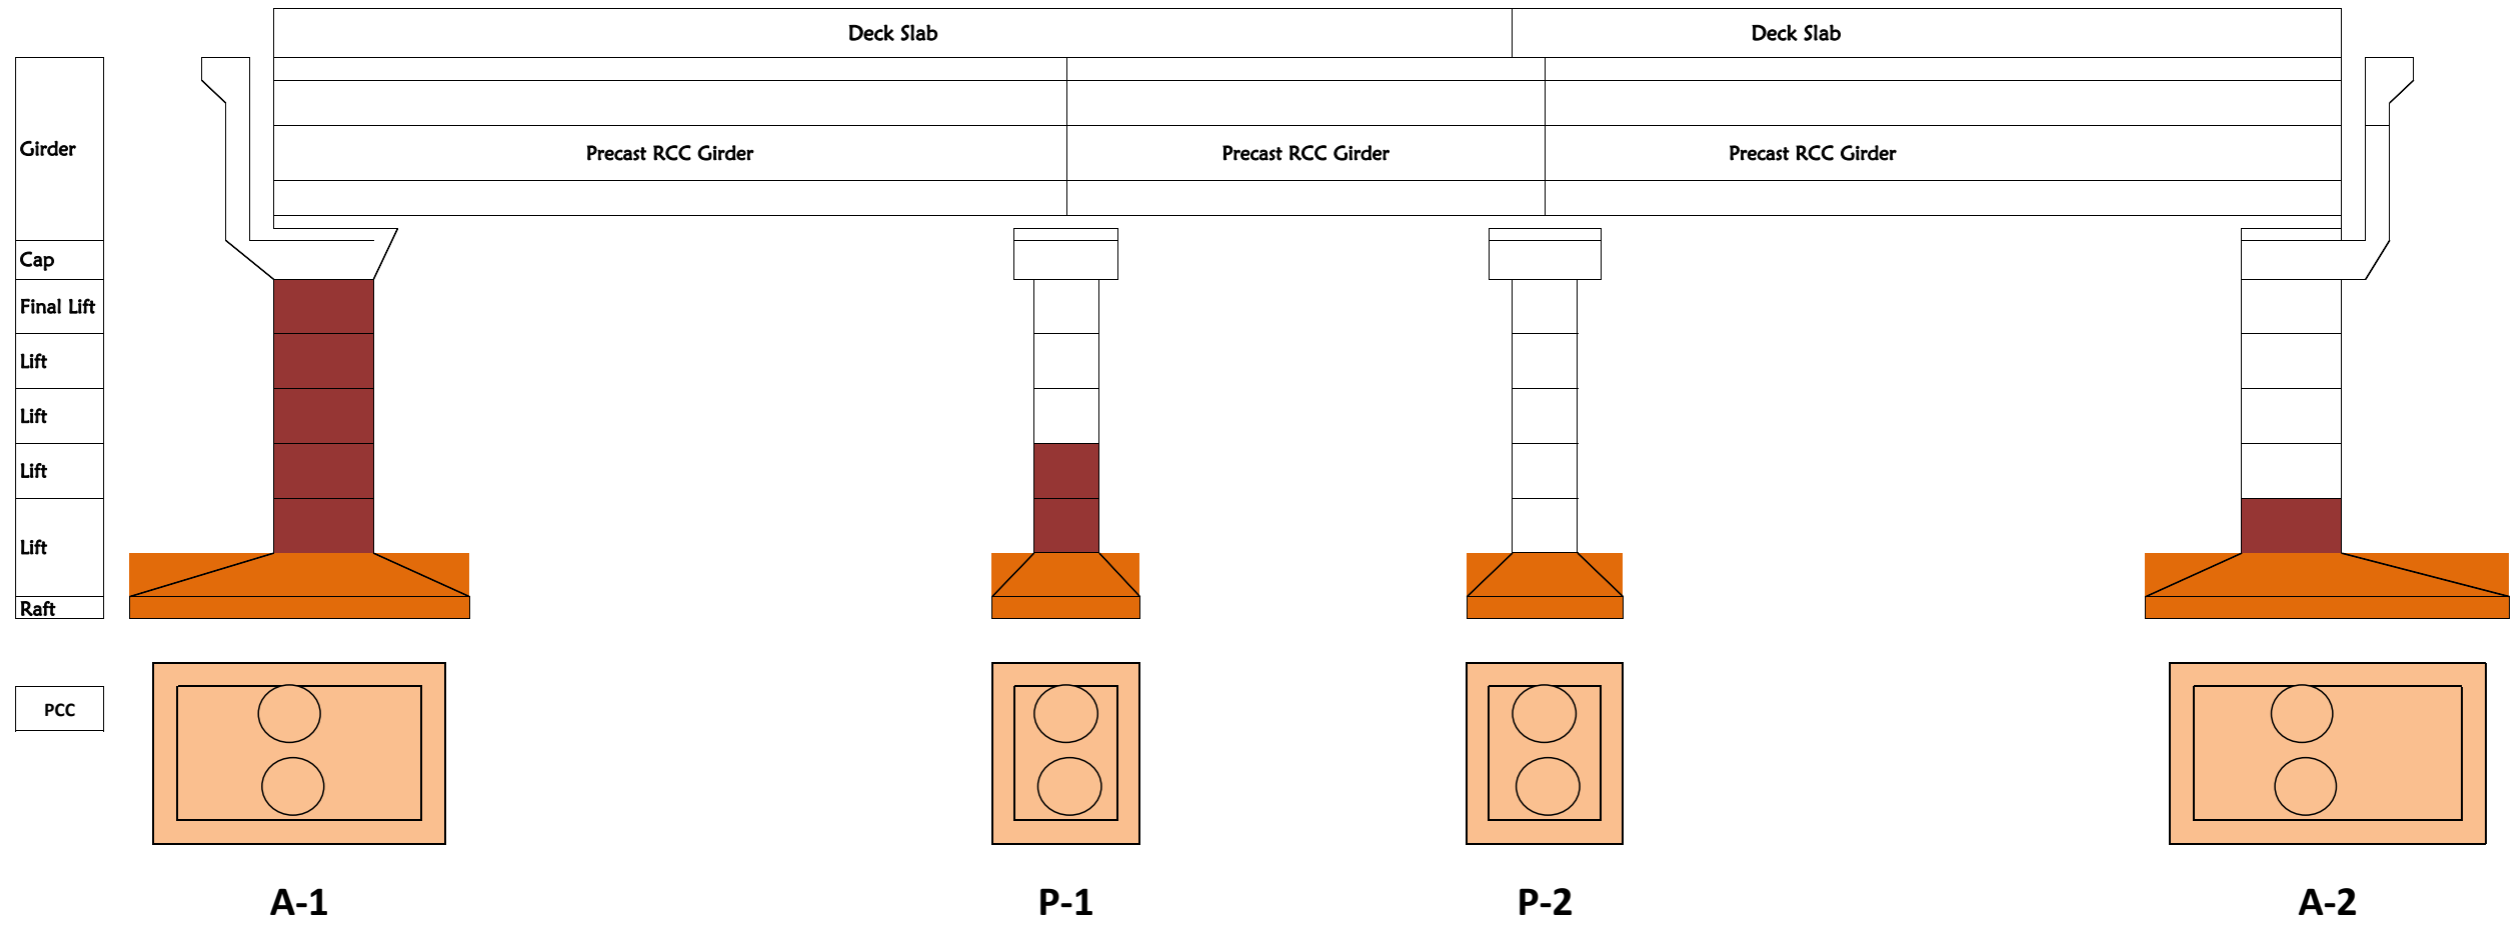 Deck Slab Deck Slab
Girder Precast RCC Girder Precast RCC Girder Precast RCC Girder
Cap
Final Lift
Lift
Lift
Lift
Lift
Raft
PCC
A-1 P-1 P-2 A-2